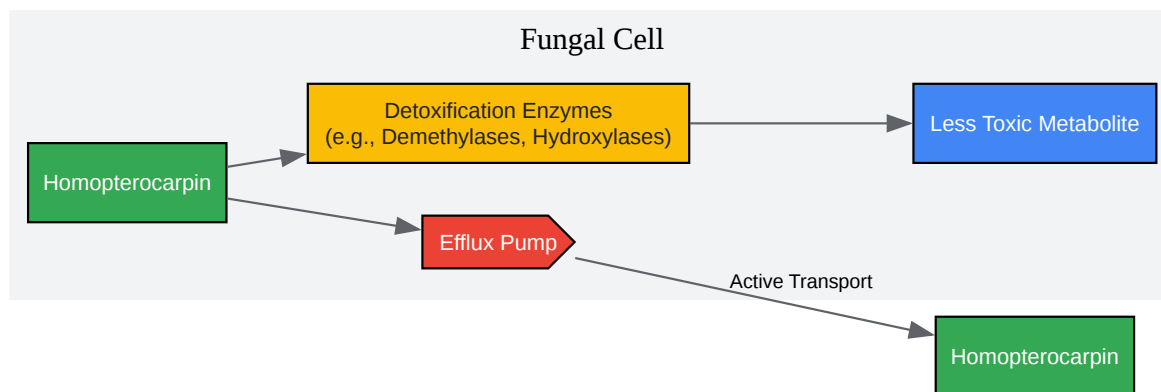 Fungal Cell
Detoxification Enzymes
(e.g., Demethylases, Hydroxylases)
Less Toxic Metabolite
Homopterocarpin
Efflux Pump
Active Transport
Homopterocarpin